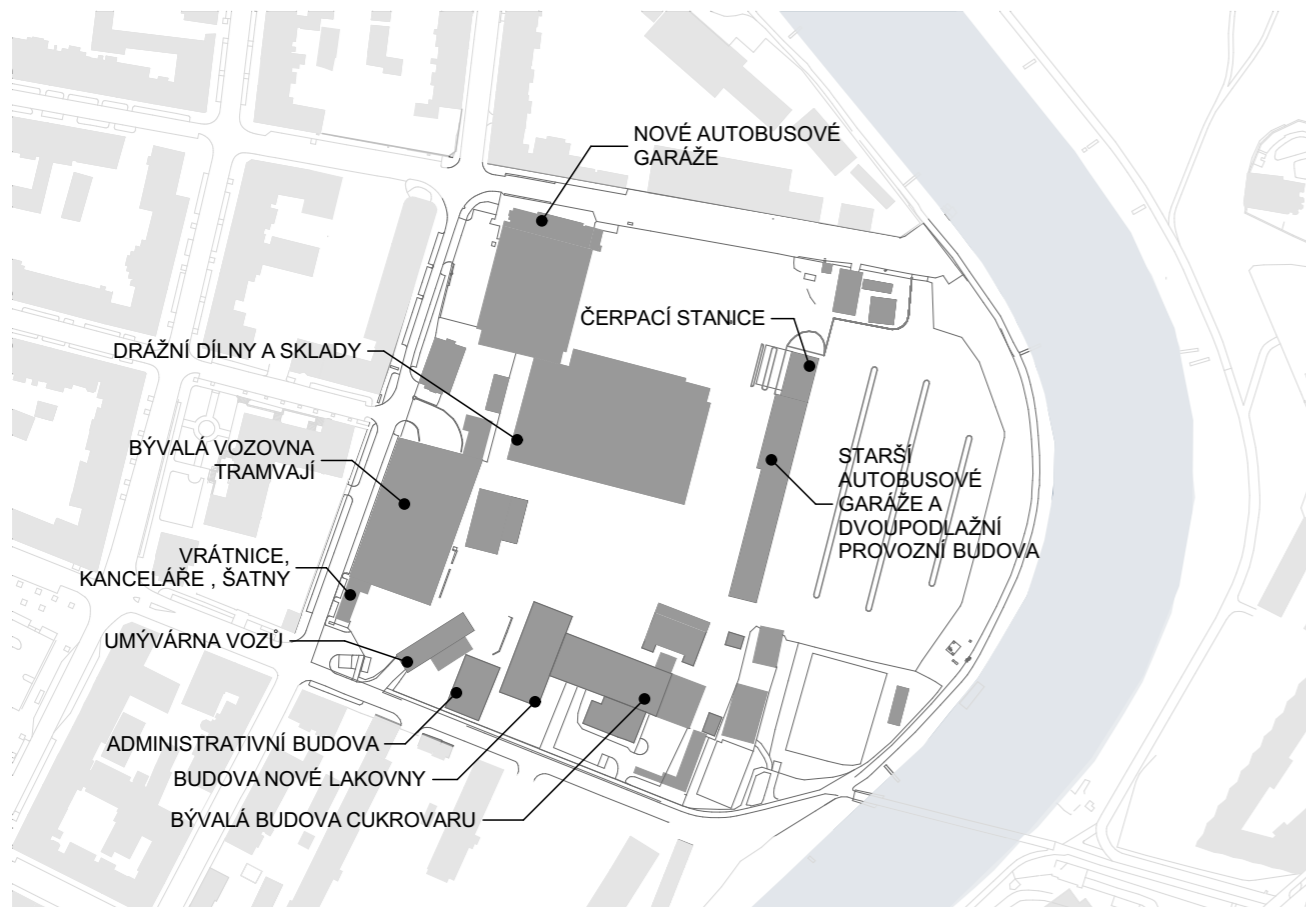 NOVÉ AUTOBUSOVÉ
GARÁŽE
ČERPACÍ STANICE
DRÁŽNÍ DÍLNY A SKLADY
BÝVALÁ VOZOVNA
TRAMVAJÍ
STARŠÍ
AUTOBUSOVÉ
GARÁŽE A
DVOUPODLAŽNÍ
PROVOZNÍ BUDOVA
VRÁTNICE,
KANCELÁŘE , ŠATNY
UMÝVÁRNA VOZŮ
ADMINISTRATIVNÍ BUDOVA
BUDOVA NOVÉ LAKOVNY
BÝVALÁ BUDOVA CUKROVARU